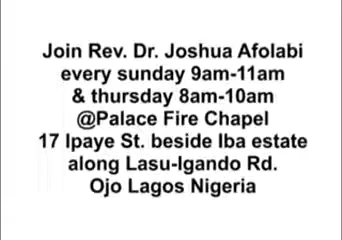 Join Rev. Dr. Joshua Afolabi
every sunday 9am-11am
& thursday 8am-10am
@Palace Fire Chapel
17 Ipaye St. beside Iba estate
along Lasu-Igando Rd.
Ojo Lagos Nigeria